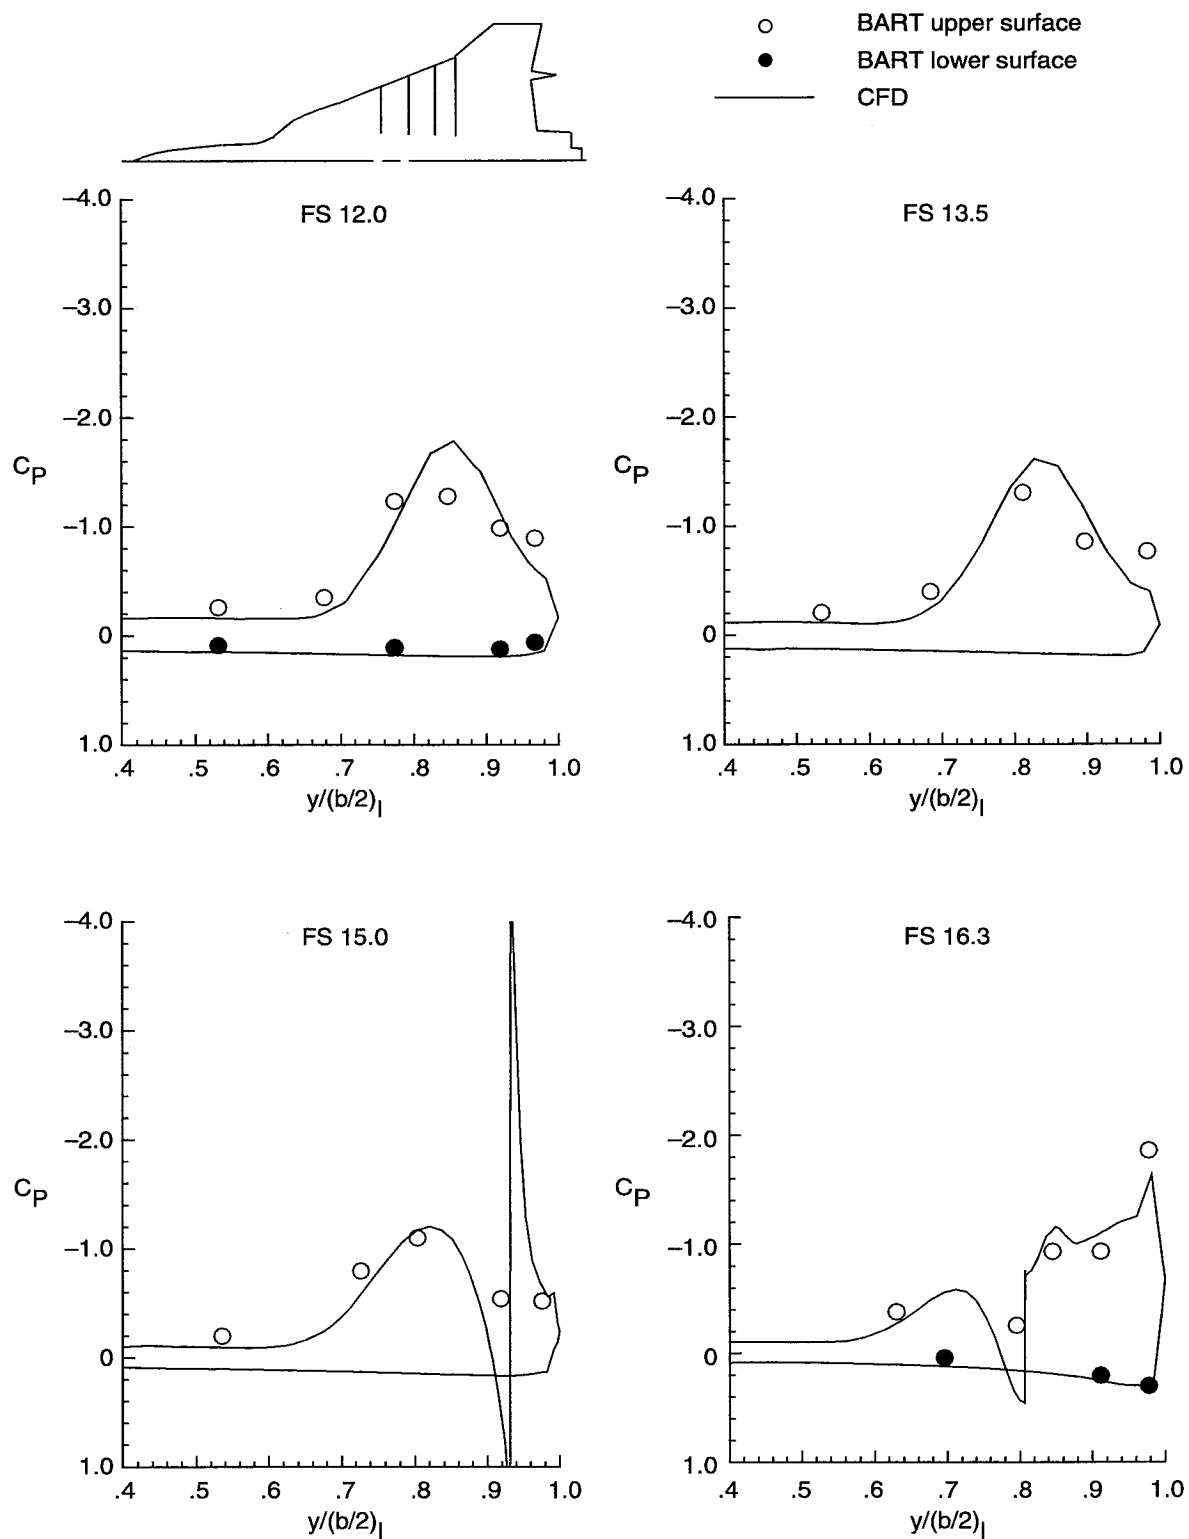 BART upper surface
BART lower surface
CFD
FS 12.0
−4.0
−3.0
−2.0
CP
−1.0
0
1.0
.4 .5 .6 .7 .8 .9 1.0
y/(b/2)l
FS 13.5
−4.0
−3.0
−2.0
CP
−1.0
0
1.0
.4 .5 .6 .7 .8 .9 1.0
y/(b/2)l
FS 15.0
−4.0
−3.0
−2.0
CP
−1.0
0
1.0
.4 .5 .6 .7 .8 .9 1.0
y/(b/2)l
FS 16.3
−4.0
−3.0
−2.0
CP
−1.0
0
1.0
.4 .5 .6 .7 .8 .9 1.0
y/(b/2)l